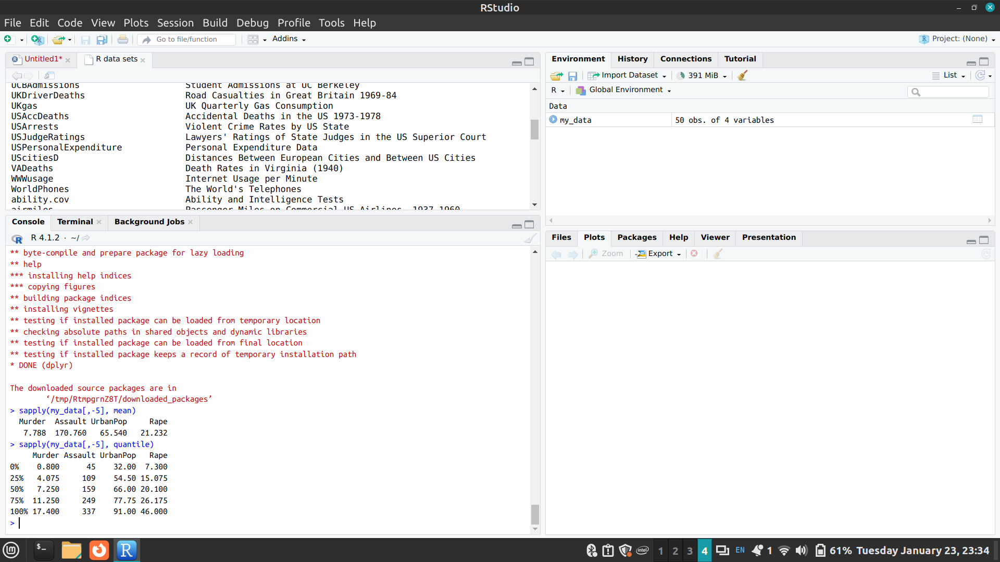 RStudio
File Edit Code View Plots Session Build Debug Profile Tools Help
Go to file/function Addins Project: (None)
Untitled1* R data sets
UCBAdmissions Student Admissions at UC Berkeley
UKDriverDeaths Road Casualties in Great Britain 1969-84
UKgas UK Quarterly Gas Consumption
USAccDeaths Accidental Deaths in the US 1973-1978
USArrests Violent Crime Rates by US State
USJudgeRatings Lawyers' Ratings of State Judges in the US Superior Court
USPersonalExpenditure Personal Expenditure Data
UScitiesD Distances Between European Cities and Between US Cities
VADeaths Death Rates in Virginia (1940)
WWWusage Internet Usage per Minute
WorldPhones The World's Telephones
ability.cov Ability and Intelligence Tests
airmiles Passenger Miles on Commercial US Airlines, 1937-1960
Console Terminal Background Jobs
R 4.1.2 · ~/
** byte-compile and prepare package for lazy loading
** help
*** installing help indices
*** copying figures
** building package indices
** installing vignettes
** testing if installed package can be loaded from temporary location
** checking absolute paths in shared objects and dynamic libraries
** testing if installed package can be loaded from final location
** testing if installed package keeps a record of temporary installation path
* DONE (dplyr)
The downloaded source packages are in
‘/tmp/RtmpgrnZ8T/downloaded_packages’
> sapply(my_data[,-5], mean)
Murder Assault UrbanPop Rape
7.788 170.760 65.540 21.232
> sapply(my_data[,-5], quantile)
Murder Assault UrbanPop Rape
0% 0.800 45 32.00 7.300
25% 4.075 109 54.50 15.075
50% 7.250 159 66.00 20.100
75% 11.250 249 77.75 26.175
100% 17.400 337 91.00 46.000
>
Environment History Connections Tutorial
Import Dataset 391 MiB List
R Global Environment
Data
my_data 50 obs. of 4 variables
Files Plots Packages Help Viewer Presentation
Zoom Export
$_ R intel 1 2 3 4 EN 1 61% Tuesday January 23, 23:34